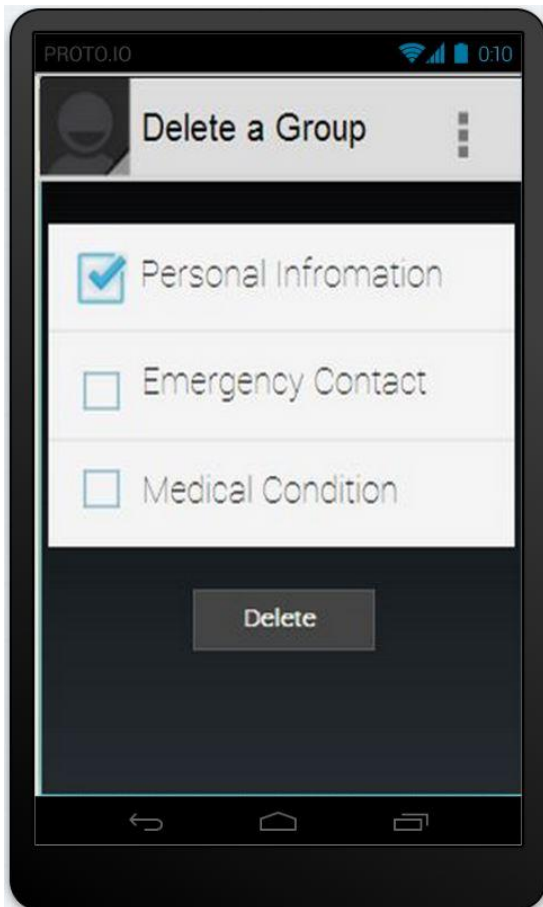 PROTO.IO 0:10
Delete a Group
Personal Infromation
Emergency Contact
Medical Condition
Delete